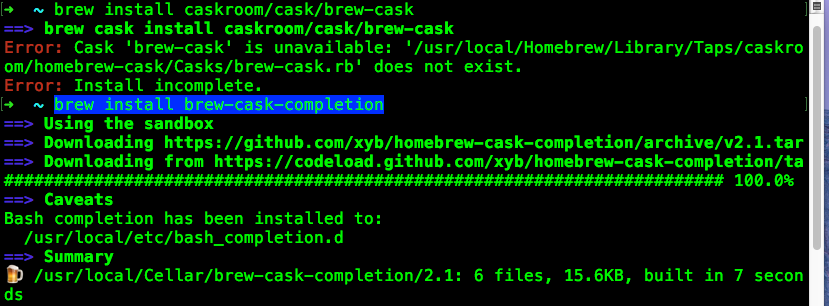 [➜  ~ brew install caskroom/cask/brew-cask
==> brew cask install caskroom/cask/brew-cask
Error: Cask 'brew-cask' is unavailable: '/usr/local/Homebrew/Library/Taps/caskro
om/homebrew-cask/Casks/brew-cask.rb' does not exist.
Error: Install incomplete.
[➜  ~ brew install brew-cask-completion
==> Using the sandbox
==> Downloading https://github.com/xyb/homebrew-cask-completion/archive/v2.1.tar
==> Downloading from https://codeload.github.com/xyb/homebrew-cask-completion/ta
######################################################################## 100.0%
==> Caveats
Bash completion has been installed to:
  /usr/local/etc/bash_completion.d
==> Summary
🍺  /usr/local/Cellar/brew-cask-completion/2.1: 6 files, 15.6KB, built in 7 secon
ds